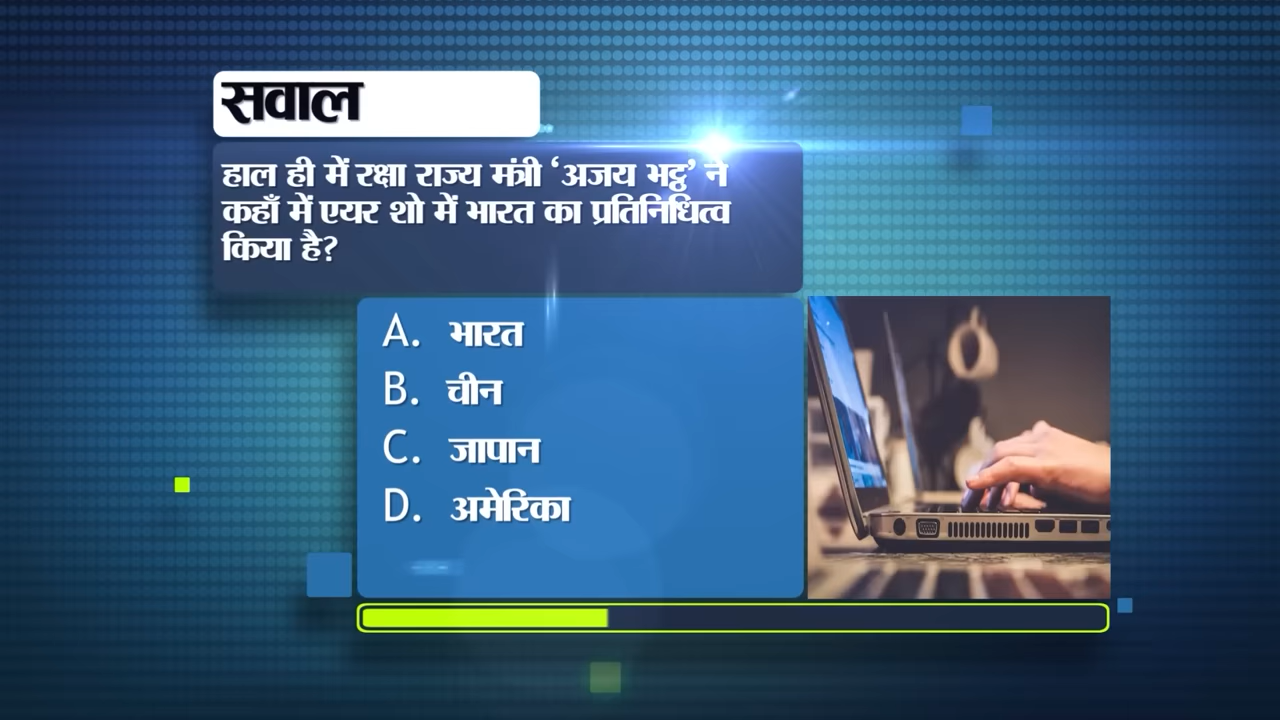 सवाल
हाल ही में रक्षा राज्य मंत्री ‘अजय भट्ट’ ने
कहाँ में एयर शो में भारत का प्रतिनिधित्व
किया है?
A. भारत
B. चीन
C. जापान
D. अमेरिका